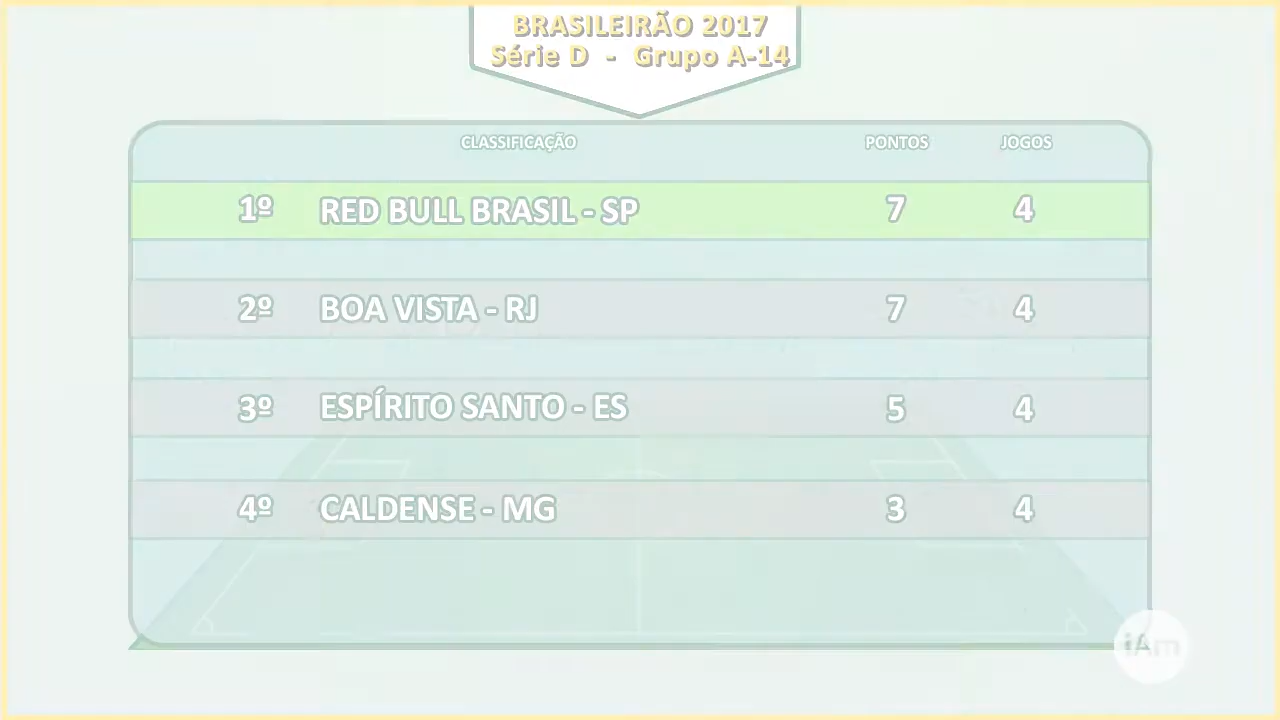 BRASILEIRÃO 2017
Série D - Grupo A-14
CLASSIFICAÇÃO PONTOS JOGOS
1º RED BULL BRASIL - SP 7 4
2º BOA VISTA - RJ 7 4
3º ESPÍRITO SANTO - ES 5 4
4º CALDENSE - MG 3 4
iAm